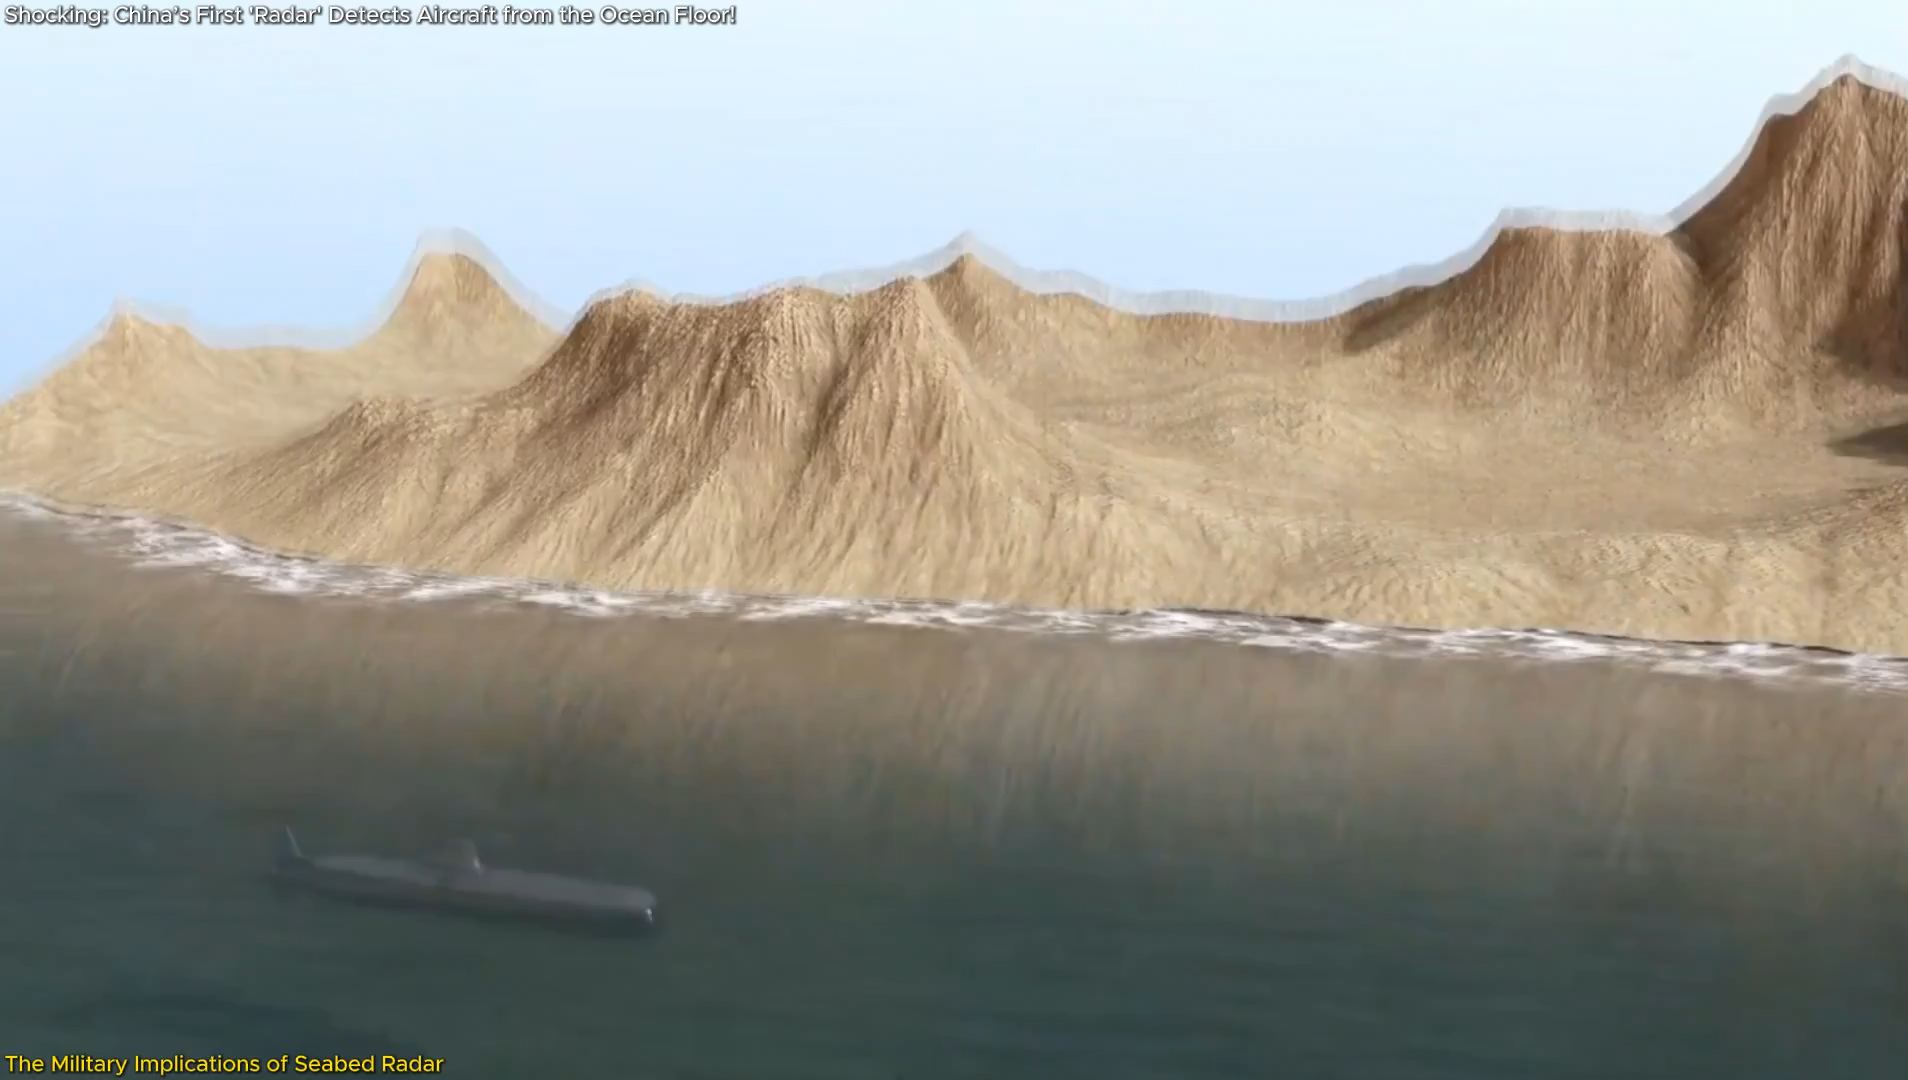 Shocking: China's First 'Radar' Detects Aircraft from the Ocean Floor!
The Military Implications of Seabed Radar